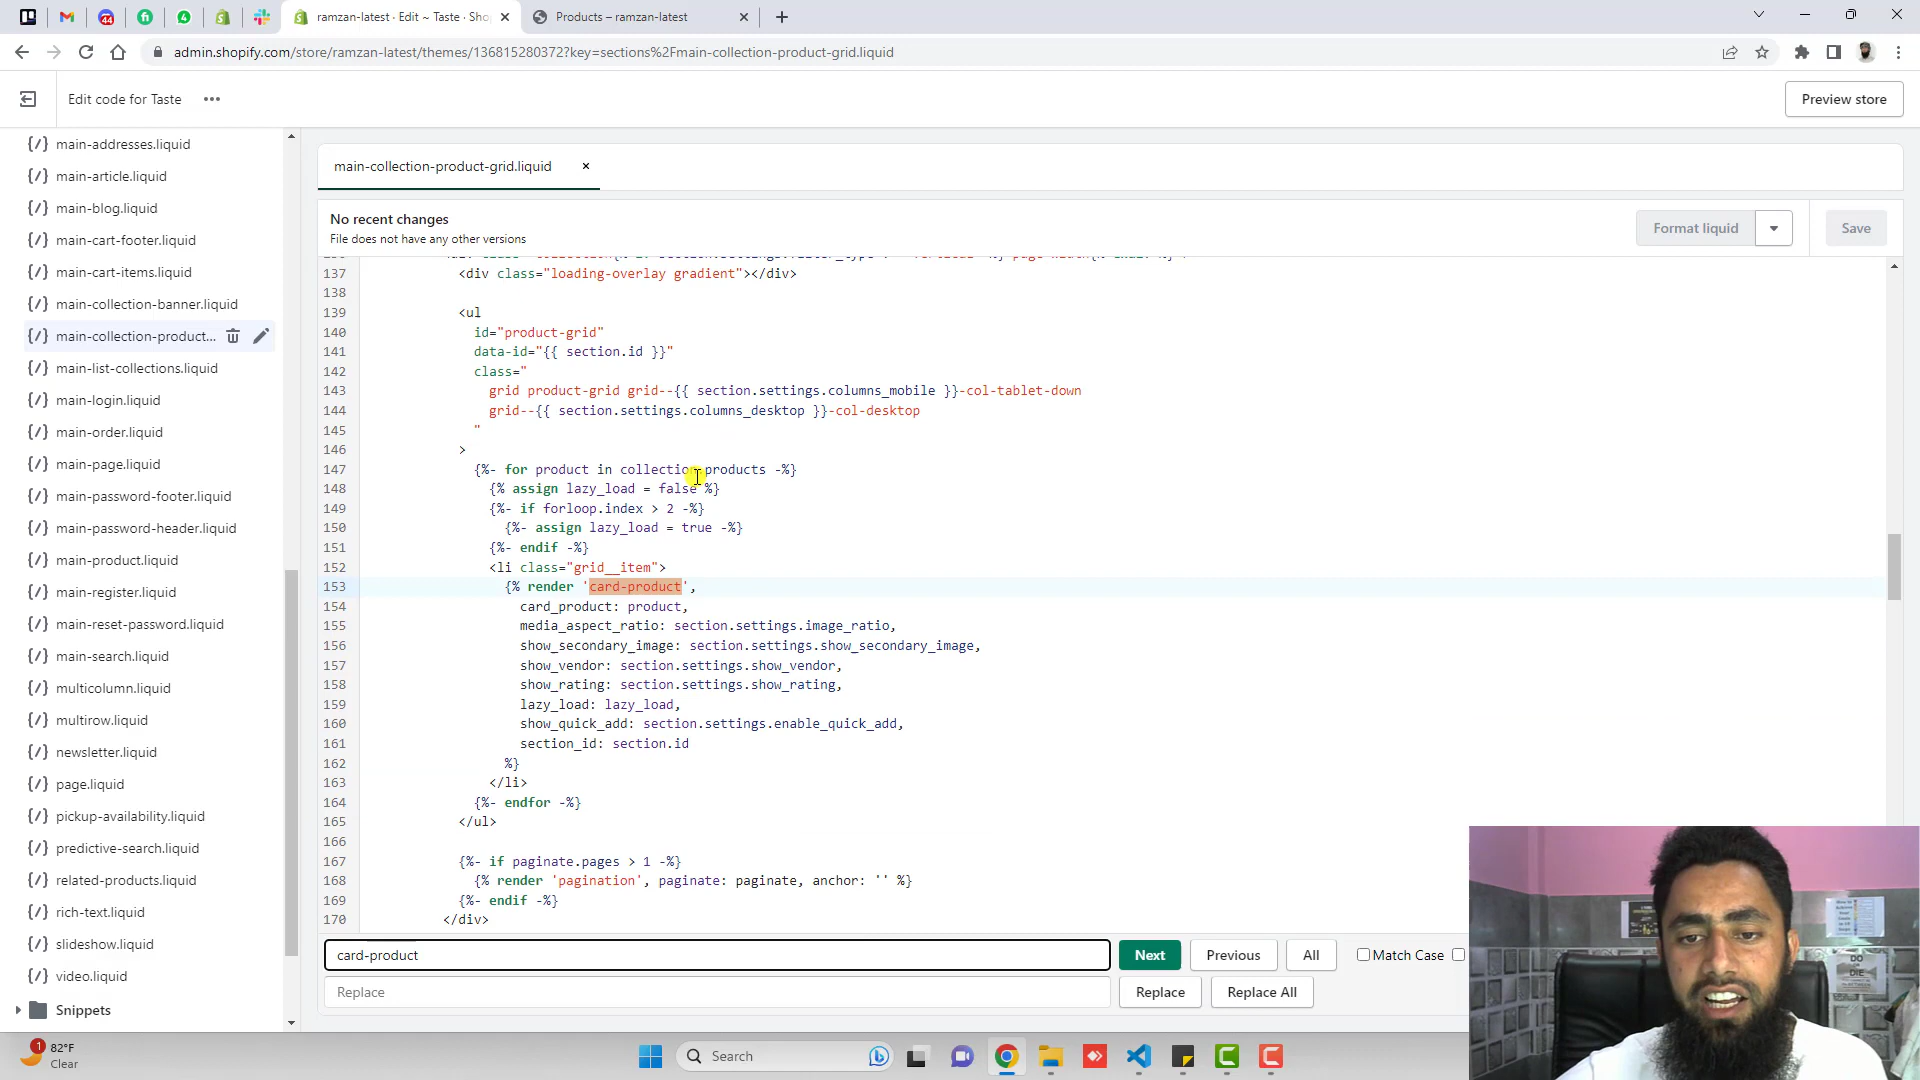 44
ramzan-latest · Edit ~ Taste · Sho
Products – ramzan-latest
admin.shopify.com/store/ramzan-latest/themes/136815280372?key=sections%2Fmain-collection-product-grid.liquid
Edit code for Taste
Preview store
{/} main-addresses.liquid
{/} main-article.liquid
{/} main-blog.liquid
{/} main-cart-footer.liquid
{/} main-cart-items.liquid
{/} main-collection-banner.liquid
{/} main-collection-product...
{/} main-list-collections.liquid
{/} main-login.liquid
{/} main-order.liquid
{/} main-page.liquid
{/} main-password-footer.liquid
{/} main-password-header.liquid
{/} main-product.liquid
{/} main-register.liquid
{/} main-reset-password.liquid
{/} main-search.liquid
{/} multicolumn.liquid
{/} multirow.liquid
{/} newsletter.liquid
{/} page.liquid
{/} pickup-availability.liquid
{/} predictive-search.liquid
{/} related-products.liquid
{/} rich-text.liquid
{/} slideshow.liquid
{/} video.liquid
Snippets
main-collection-product-grid.liquid
No recent changes
File does not have any other versions
Format liquid
Save
137 <div class="loading-overlay gradient"></div>
138
139 <ul
140 id="product-grid"
141 data-id="{{ section.id }}"
142 class="
143 grid product-grid grid--{{ section.settings.columns_mobile }}-col-tablet-down
144 grid--{{ section.settings.columns_desktop }}-col-desktop
145 "
146 >
147 {%- for product in collection.products -%}
148 {% assign lazy_load = false %}
149 {%- if forloop.index > 2 -%}
150 {%- assign lazy_load = true -%}
151 {%- endif -%}
152 <li class="grid__item">
153 {% render 'card-product',
154 card_product: product,
155 media_aspect_ratio: section.settings.image_ratio,
156 show_secondary_image: section.settings.show_secondary_image,
157 show_vendor: section.settings.show_vendor,
158 show_rating: section.settings.show_rating,
159 lazy_load: lazy_load,
160 show_quick_add: section.settings.enable_quick_add,
161 section_id: section.id
162 %}
163 </li>
164 {%- endfor -%}
165 </ul>
166
167 {%- if paginate.pages > 1 -%}
168 {% render 'pagination', paginate: paginate, anchor: '' %}
169 {%- endif -%}
170 </div>
card-product
Next
Previous
All
Match Case
Replace
Replace
Replace All
DO
OR
DIE
1
82°F
Clear
Search